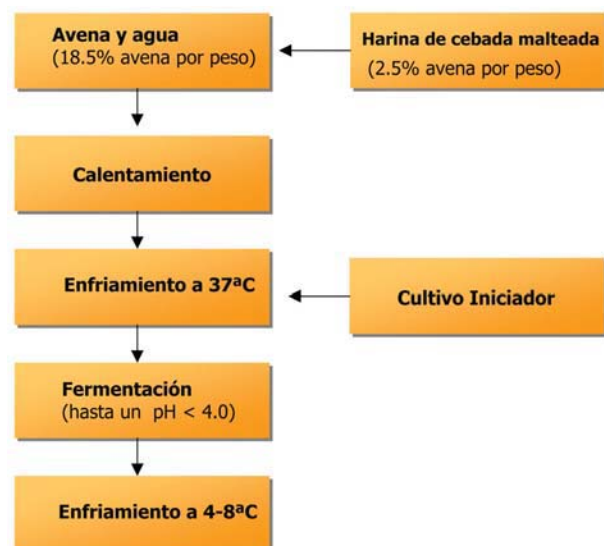 Avena y agua
(18.5% avena por peso)
Harina de cebada malteada
(2.5% avena por peso)
Calentamiento
Enfriamiento a 37ªC
Cultivo Iniciador
Fermentación
(hasta un pH < 4.0)
Enfriamiento a 4-8ªC